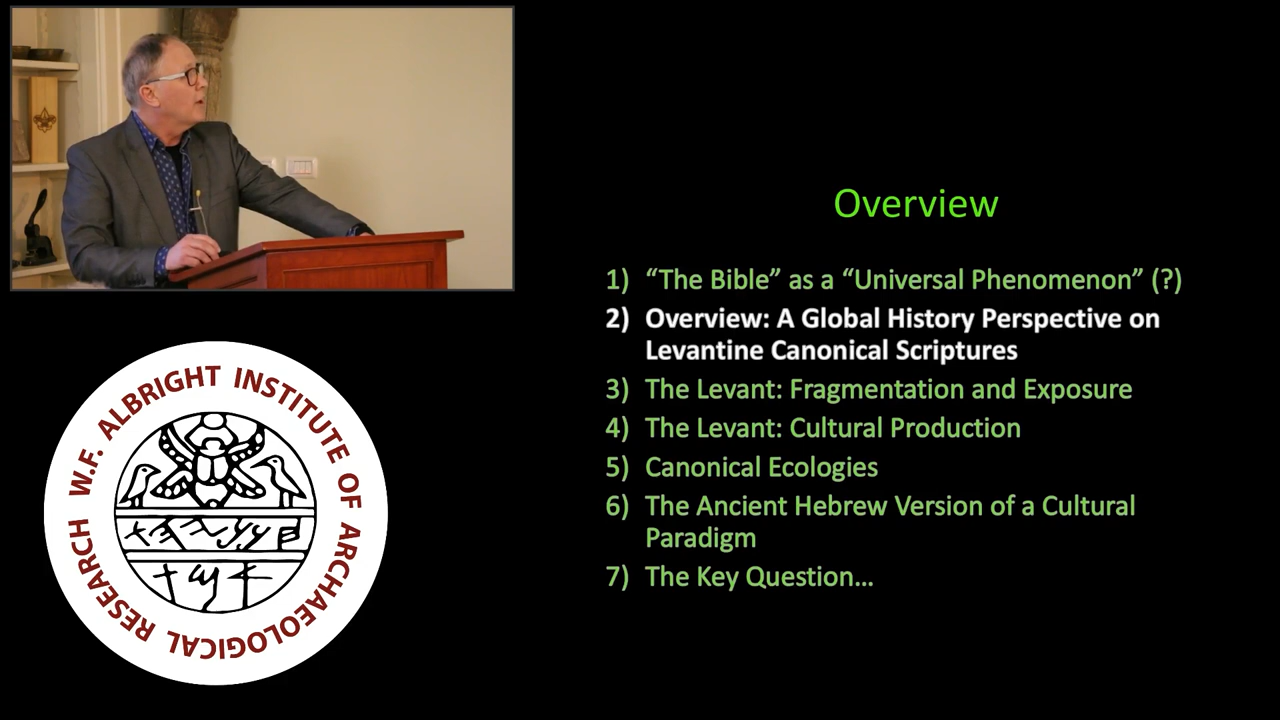 Overview
1) “The Bible” as a “Universal Phenomenon” (?)
2) Overview: A Global History Perspective on
Levantine Canonical Scriptures
3) The Levant: Fragmentation and Exposure
4) The Levant: Cultural Production
5) Canonical Ecologies
6) The Ancient Hebrew Version of a Cultural
Paradigm
7) The Key Question...
W.F. ALBRIGHT INSTITUTE OF ARCHAEOLOGICAL RESEARCH